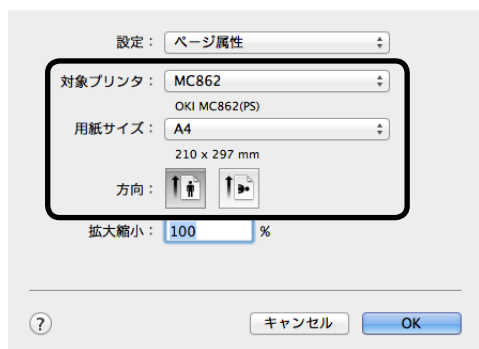 設定： ページ属性
対象プリンタ： MC862
OKI MC862(PS)
用紙サイズ： A4
210 x 297 mm
方向：
拡大縮小： 100 %
? キャンセル OK